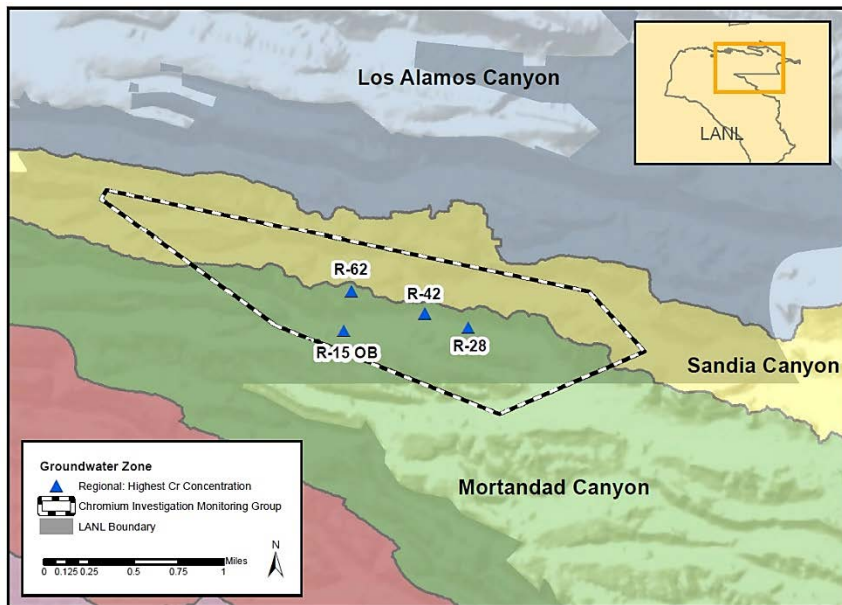 Los Alamos Canyon
LANL
R-62
R-42
R-28
R-15 OB
Sandia Canyon
Mortandad Canyon
Groundwater Zone
Regional: Highest Cr Concentration
Chromium Investigation Monitoring Group
LANL Boundary
N
Miles
0 0.125 0.25 0.5 0.75 1